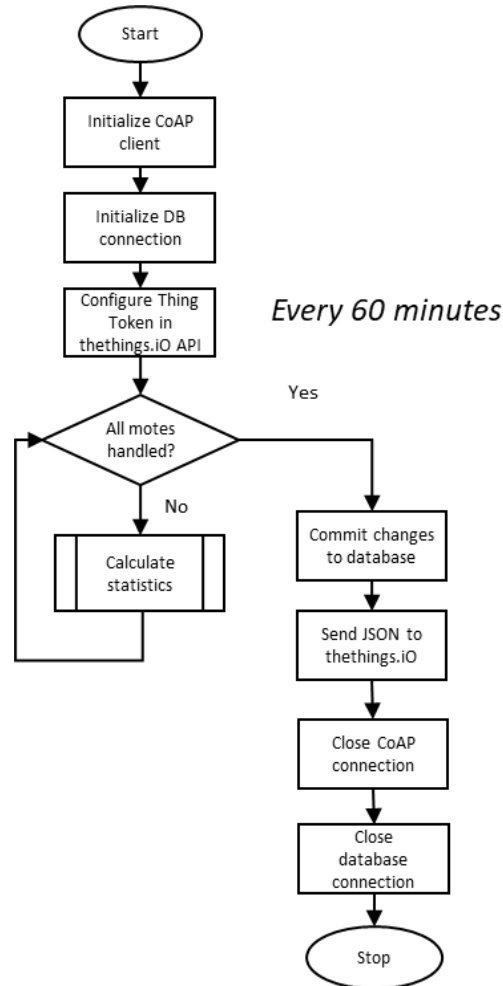 Start
Initialize CoAP
client
Initialize DB
connection
Configure Thing
Token in
thethings.iO API
Every 60 minutes
Yes
All motes
handled?
No
Calculate
statistics
Commit changes
to database
Send JSON to
thethings.iO
Close CoAP
connection
Close
database
connection
Stop